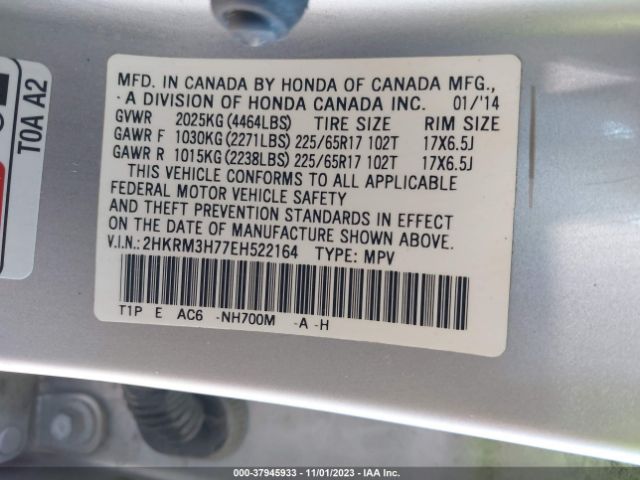 MFD. IN CANADA BY HONDA OF CANADA MFG.,
A DIVISION OF HONDA CANADA INC. 01/'14
GVWR 2025KG (4464LBS) TIRE SIZE RIM SIZE
GAWR F 1030KG (2271LBS) 225/65R17 102T 17X6.5J
GAWR R 1015KG (2238LBS) 225/65R17 102T 17X6.5J
THIS VEHICLE CONFORMS TO ALL APPLICABLE
FEDERAL MOTOR VEHICLE SAFETY
AND THEFT PREVENTION STANDARDS IN EFFECT
ON THE DATE OF MANUFACTURE SHOWN ABOVE.
V.I.N.: 2HKRM3H77EH522164 TYPE: MPV
T1P E AC6 -NH700M -A -H
T0A A2
000-37945933 - 11/01/2023 - IAA Inc.